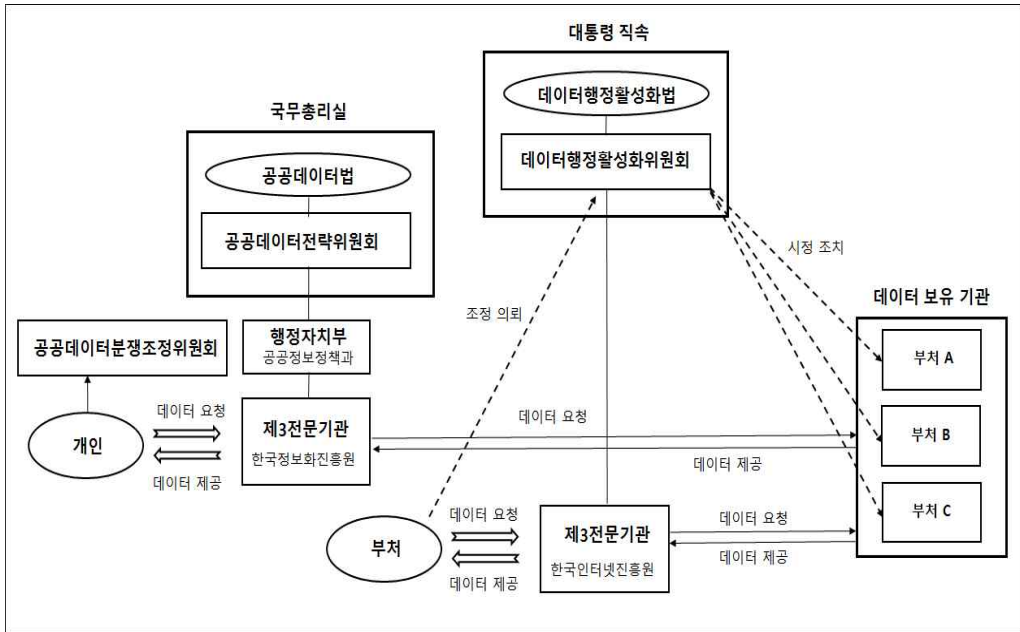 대통령 직속
데이터행정활성화법
데이터행정활성화위원회
국무총리실
공공데이터법
공공데이터전략위원회
시정 조치
데이터 보유 기관
조정 의뢰
공공데이터분쟁조정위원회
행정자치부
공공정보정책과
부처 A
데이터 요청
개인
데이터 제공
제3전문기관
한국정보화진흥원
데이터 요청
데이터 제공
부처 B
부처 C
부처
데이터 요청
데이터 제공
제3전문기관
한국인터넷진흥원
데이터 요청
데이터 제공